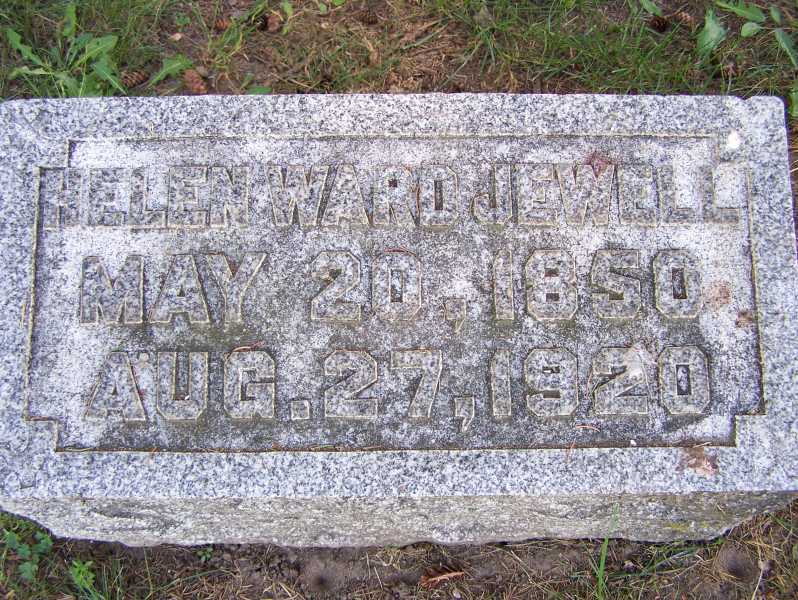 HELEN WARD JEWELL
MAY 20, 1850
AUG. 27, 1920